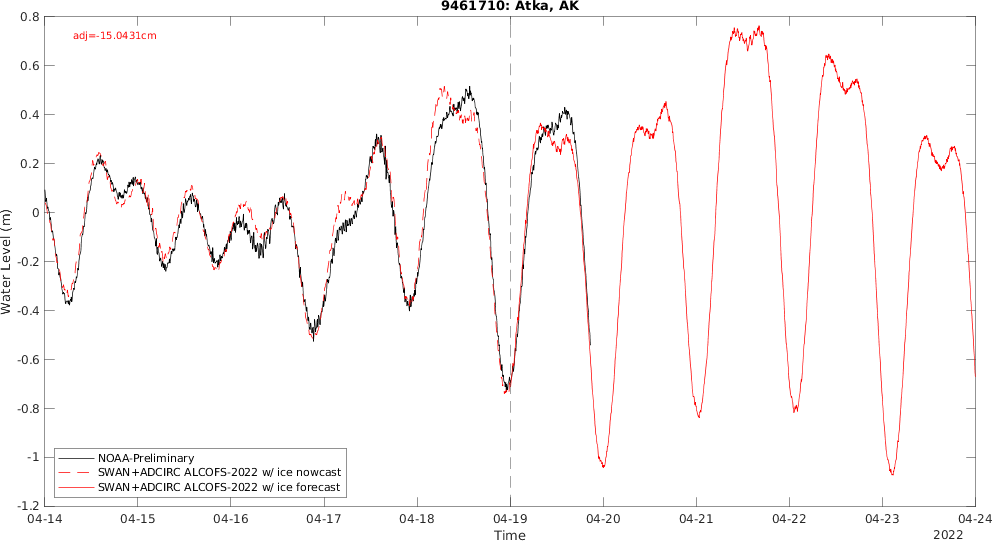 9461710: Atka, AK
adj=-15.0431cm
0.8
0.6
0.4
0.2
0
-0.2
-0.4
-0.6
-0.8
-1
-1.2
Water Level (m)
NOAA-Preliminary
SWAN+ADCIRC ALCOFS-2022 w/ ice nowcast
SWAN+ADCIRC ALCOFS-2022 w/ ice forecast
04-14 04-15 04-16 04-17 04-18 04-19 04-20 04-21 04-22 04-23 04-24
Time
2022